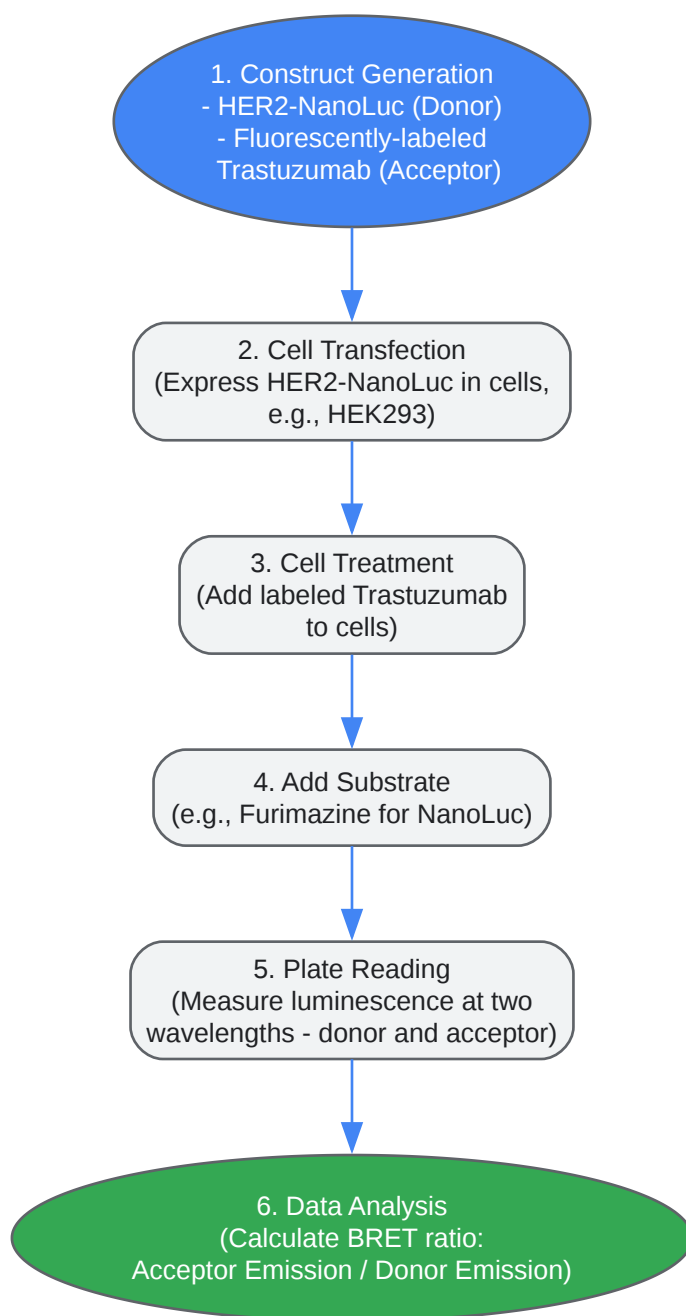 1. Construct Generation
- HER2-NanoLuc (Donor)
- Fluorescently-labeled
Trastuzumab (Acceptor)
2. Cell Transfection
(Express HER2-NanoLuc in cells,
e.g., HEK293)
3. Cell Treatment
(Add labeled Trastuzumab
to cells)
4. Add Substrate
(e.g., Furimazine for NanoLuc)
5. Plate Reading
(Measure luminescence at two
wavelengths - donor and acceptor)
6. Data Analysis
(Calculate BRET ratio:
Acceptor Emission / Donor Emission)